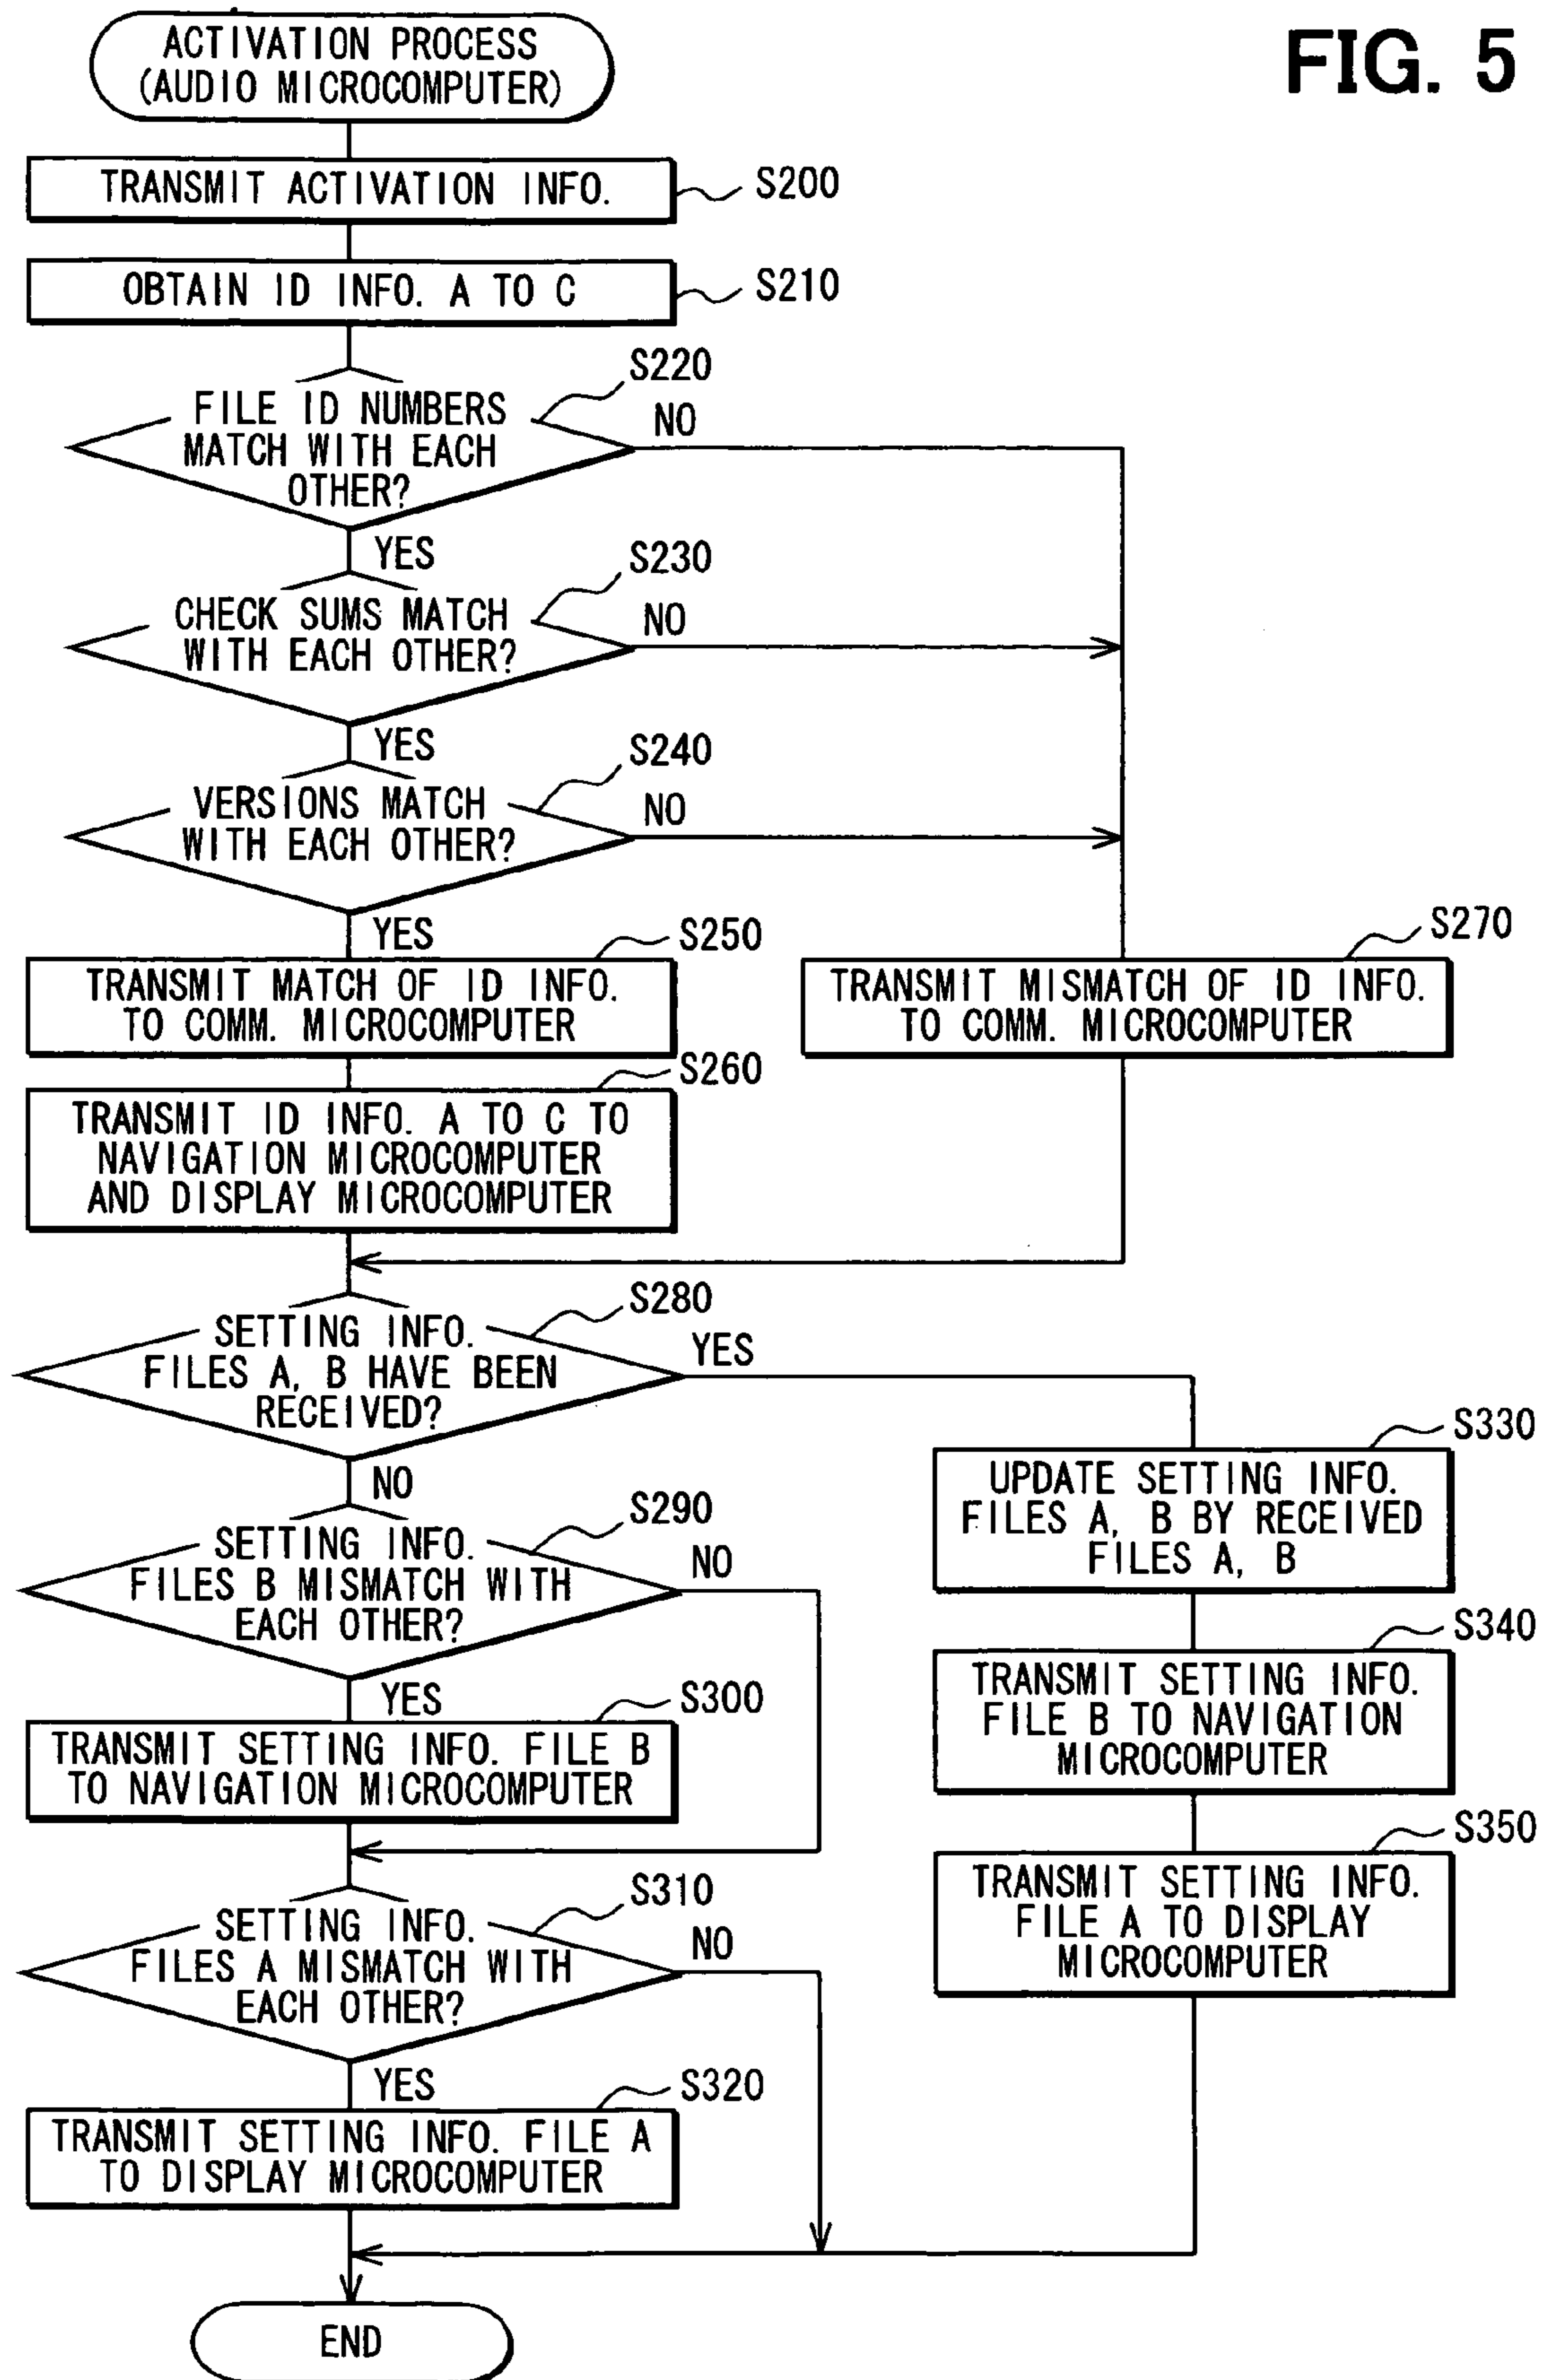 FIG. 5
ACTIVATION PROCESS
(AUDIO MICROCOMPUTER)
TRANSMIT ACTIVATION INFO.
S200
OBTAIN ID INFO. A TO C
S210
S220
FILE ID NUMBERS
MATCH WITH EACH
OTHER?
NO
YES
S230
CHECK SUMS MATCH
WITH EACH OTHER?
NO
YES
S240
VERSIONS MATCH
WITH EACH OTHER?
NO
YES
S250
TRANSMIT MATCH OF ID INFO.
TO COMM. MICROCOMPUTER
S270
TRANSMIT MISMATCH OF ID INFO.
TO COMM. MICROCOMPUTER
S260
TRANSMIT ID INFO. A TO C TO
NAVIGATION MICROCOMPUTER
AND DISPLAY MICROCOMPUTER
S280
SETTING INFO.
FILES A, B HAVE BEEN
RECEIVED?
YES
NO
S290
SETTING INFO.
FILES B MISMATCH WITH
EACH OTHER?
NO
YES
S300
TRANSMIT SETTING INFO. FILE B
TO NAVIGATION MICROCOMPUTER
S310
SETTING INFO.
FILES A MISMATCH WITH
EACH OTHER?
NO
YES
S320
TRANSMIT SETTING INFO. FILE A
TO DISPLAY MICROCOMPUTER
S330
UPDATE SETTING INFO.
FILES A, B BY RECEIVED
FILES A, B
S340
TRANSMIT SETTING INFO.
FILE B TO NAVIGATION
MICROCOMPUTER
S350
TRANSMIT SETTING INFO.
FILE A TO DISPLAY
MICROCOMPUTER
END